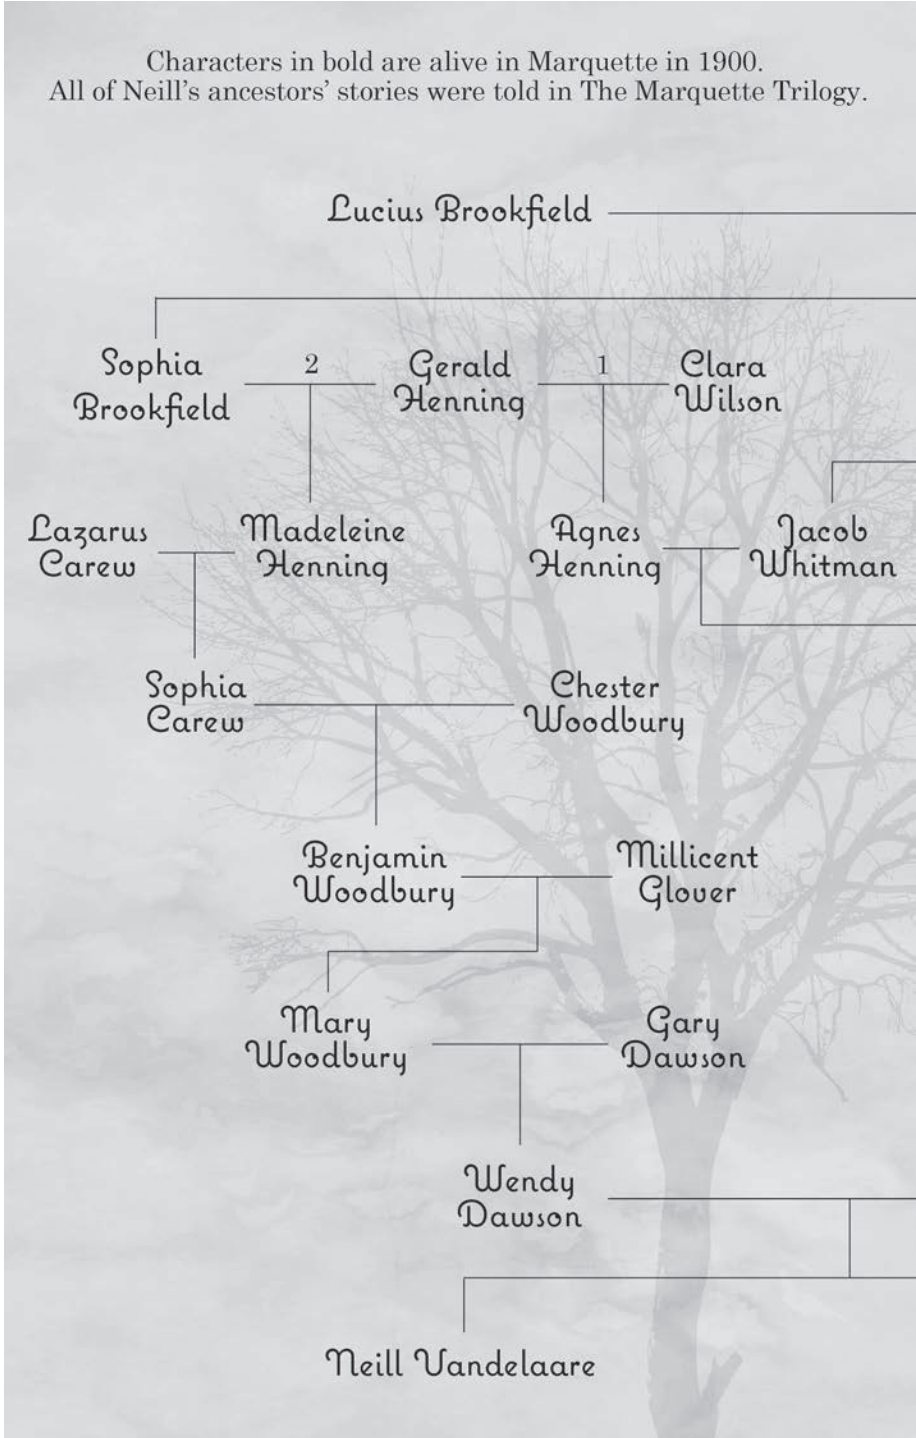 Characters in bold are alive in Marquette in 1900.
All of Neill's ancestors' stories were told in The Marquette Trilogy.
Lucius Brookfield
Sophia
Brookfield
2
Gerald
Henning
1
Clara
Wilson
Lazarus
Carew
Madeleine
Henning
Agnes
Henning
Jacob
Whitman
Sophia
Carew
Chester
Woodbury
Benjamin
Woodbury
Millicent
Glover
Mary
Woodbury
Gary
Dawson
Wendy
Dawson
Neill Vandelaare